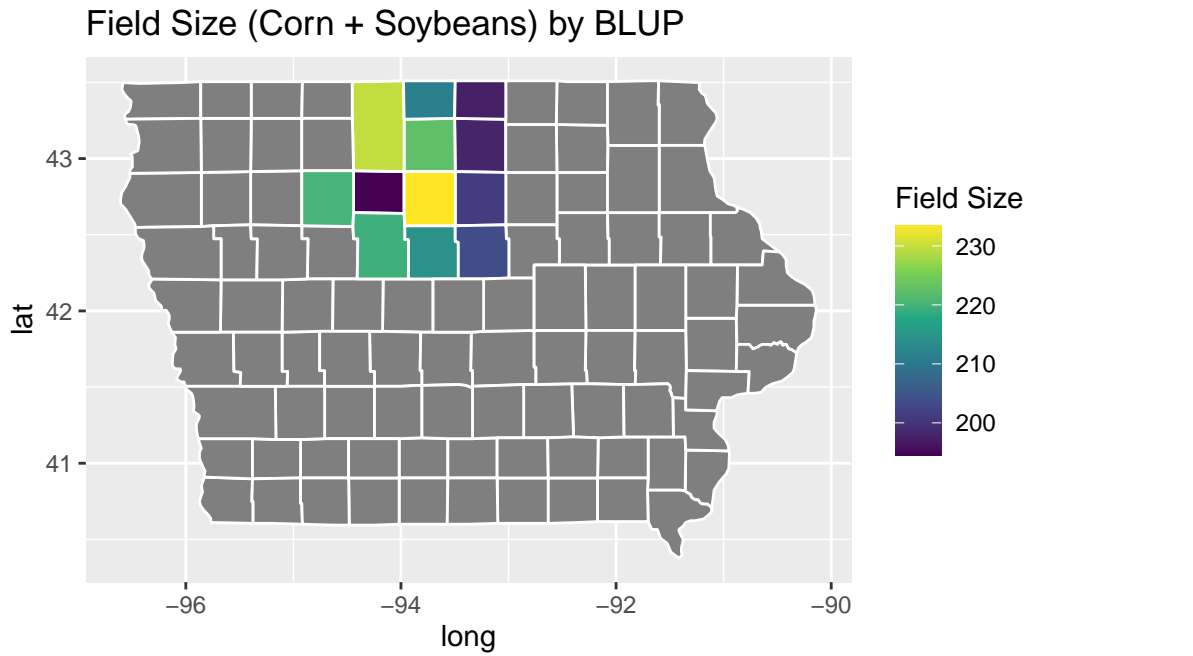 Field Size (Corn + Soybeans) by BLUP
43
42
41
lat
−96
−94
−92
−90
long
Field Size
230
220
210
200